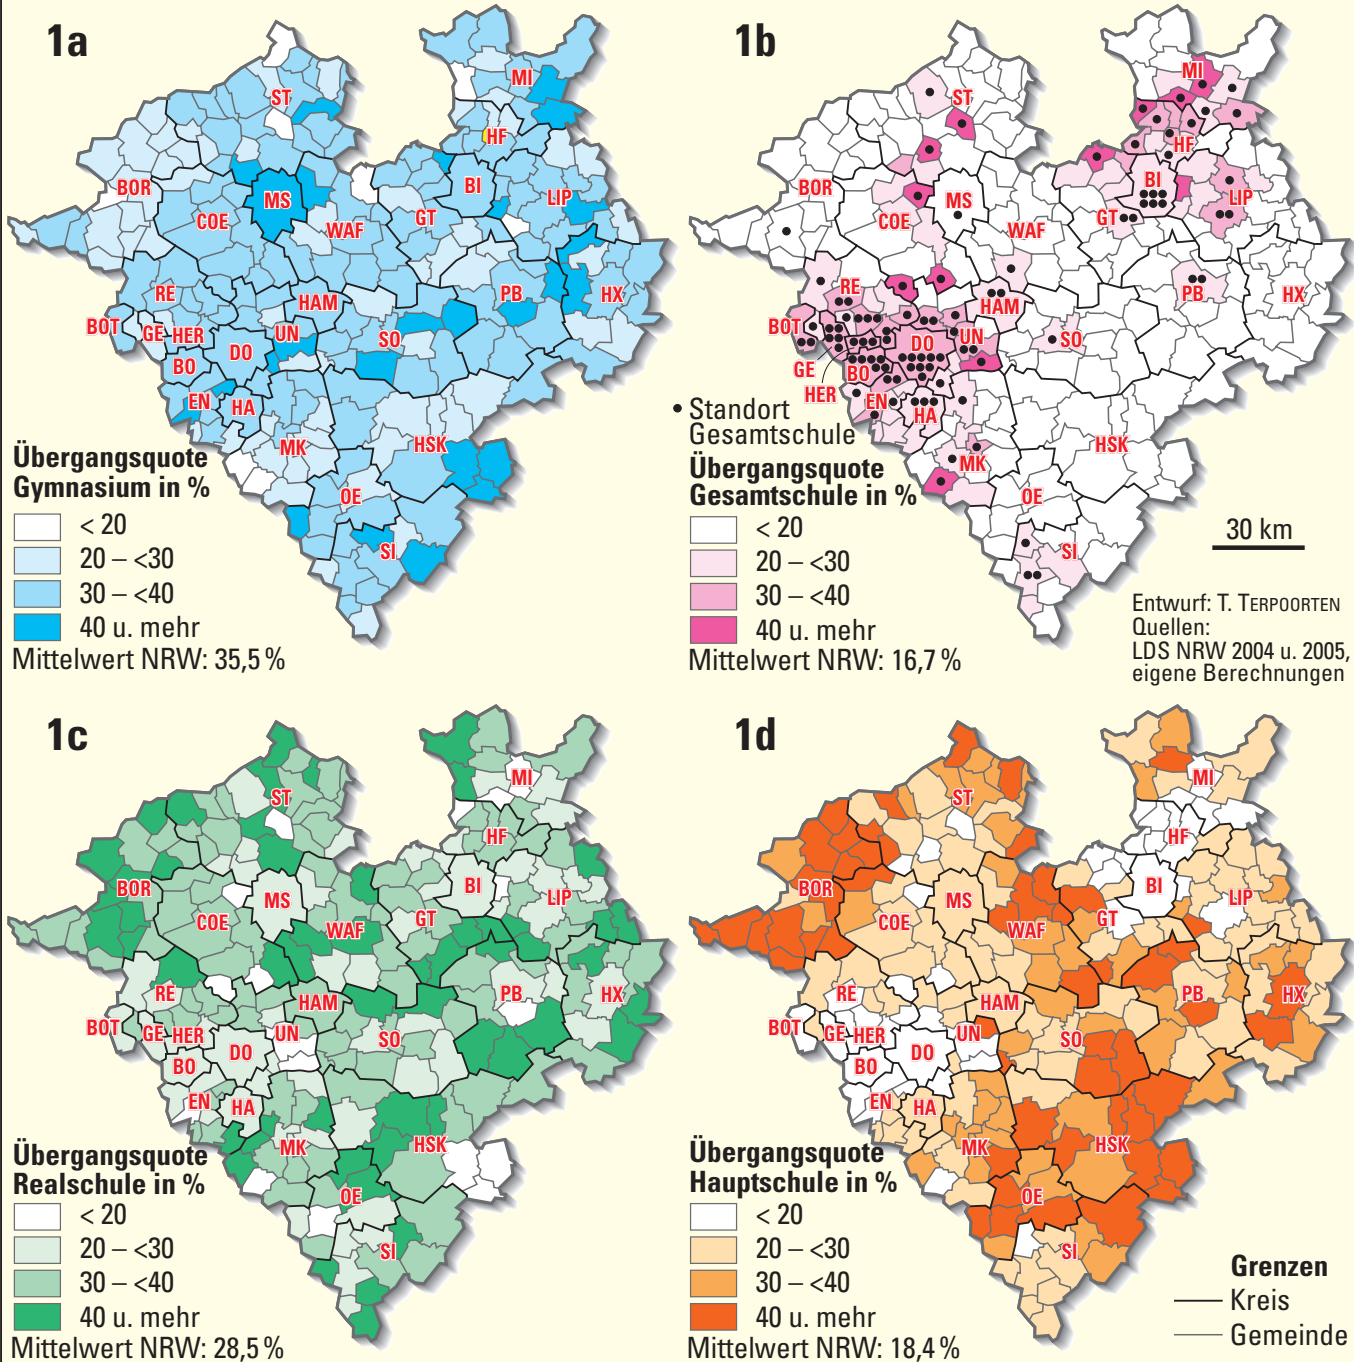 1a
ST
MI
HF
BOR
MS
BI
LIP
COE
WAF
GT
RE
HAM
PB
HX
BOT
GE
HER
UN
SO
DO
BO
EN
HA
MK
HSK
OE
SI
Übergangsquote
Gymnasium in %
< 20
20 – <30
30 – <40
40 u. mehr
Mittelwert NRW: 35,5 %
1b
MI
ST
HF
BOR
MS
BI
LIP
COE
WAF
GT
RE
HAM
PB
HX
BOT
UN
SO
DO
GE
BO
HER
EN
HA
MK
HSK
OE
SI
• Standort
Gesamtschule
Übergangsquote
Gesamtschule in %
< 20
20 – <30
30 – <40
40 u. mehr
Mittelwert NRW: 16,7 %
30 km
Entwurf: T. TERPOORTEN
Quellen:
LDS NRW 2004 u. 2005,
eigene Berechnungen
1c
MI
ST
HF
BOR
MS
BI
LIP
COE
WAF
GT
RE
HAM
PB
HX
BOT
GE
HER
UN
SO
DO
BO
EN
HA
MK
HSK
OE
SI
Übergangsquote
Realschule in %
< 20
20 – <30
30 – <40
40 u. mehr
Mittelwert NRW: 28,5 %
1d
MI
ST
HF
BOR
MS
BI
LIP
COE
WAF
GT
RE
HAM
PB
HX
BOT
GE
HER
UN
SO
DO
BO
EN
HA
MK
HSK
OE
SI
Übergangsquote
Hauptschule in %
< 20
20 – <30
30 – <40
40 u. mehr
Mittelwert NRW: 18,4 %
Grenzen
Kreis
Gemeinde